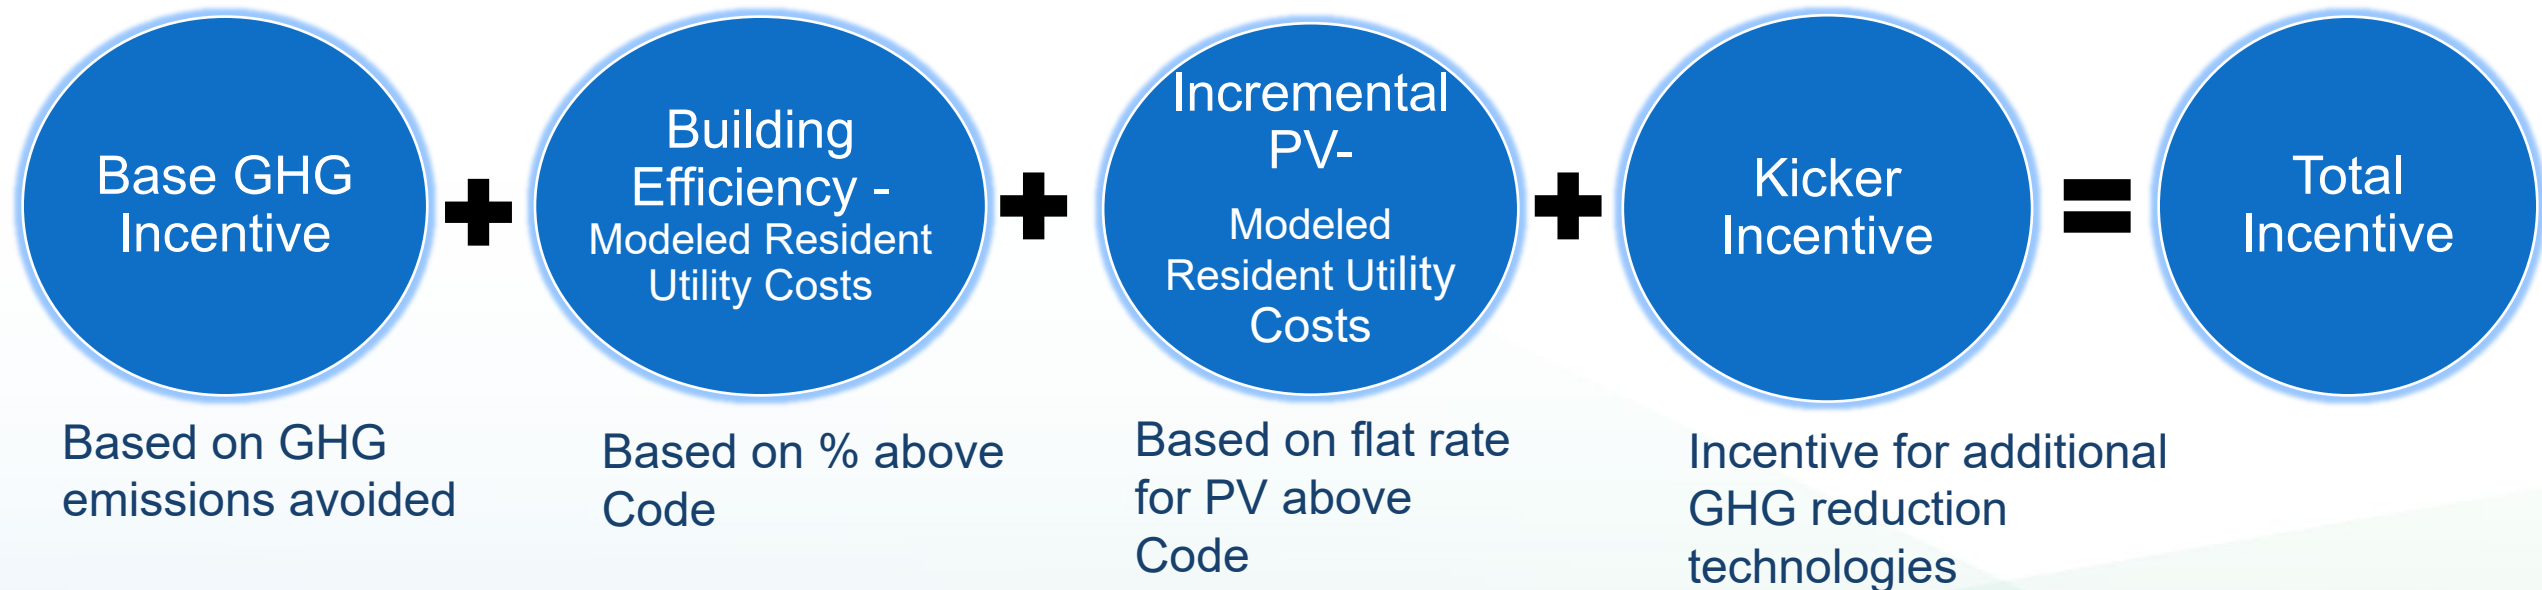 Base GHG
Incentive
Building
Efficiency -
Modeled Resident
Utility Costs
Incremental
PV-
Modeled
Resident Utility
Costs
Kicker
Incentive
Total
Incentive
Based on GHG
emissions avoided
Based on % above
Code
Based on flat rate
for PV above
Code
Incentive for additional
GHG reduction
technologies